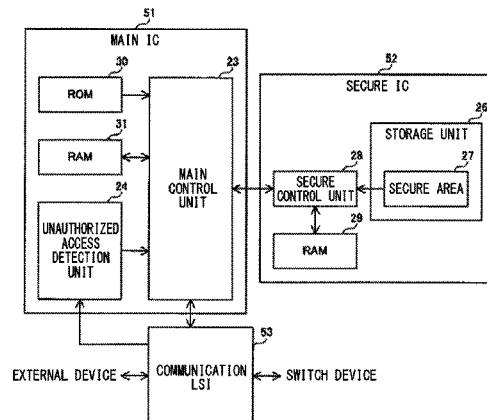 51
MAIN IC
30
ROM
23
31
RAM
MAIN
CONTROL
UNIT
24
UNAUTHORIZED
ACCESS
DETECTION
UNIT
52
SECURE IC
26
STORAGE UNIT
27
SECURE AREA
28
SECURE
CONTROL UNIT
29
RAM
53
COMMUNICATION
LSI
EXTERNAL DEVICE
SWITCH DEVICE